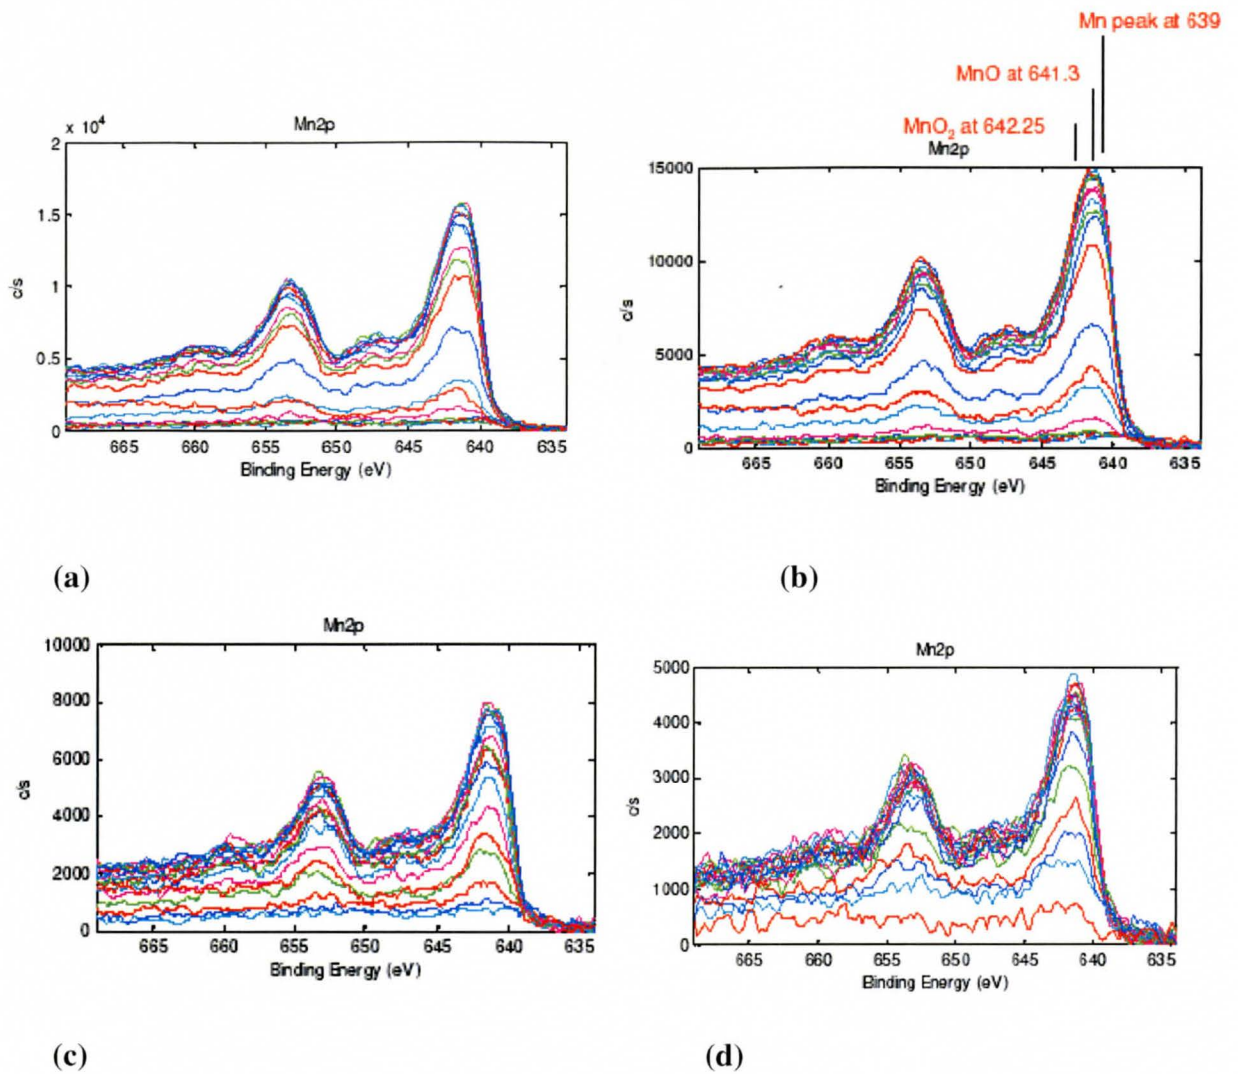 Mn peak at 639
MnO at 641.3
MnO₂ at 642.25
x 10⁴
Mn2p
2
1.5
1
0.5
0
c/s
665 660 655 650 645 640 635
Binding Energy (eV)
(a)
Mn2p
15000
10000
5000
0
c/s
665 660 655 650 645 640 635
Binding Energy (eV)
(b)
Mn2p
10000
8000
6000
4000
2000
0
c/s
665 660 655 650 645 640 635
Binding Energy (eV)
(c)
Mn2p
5000
4000
3000
2000
1000
0
c/s
665 660 655 650 645 640 635
Binding Energy (eV)
(d)